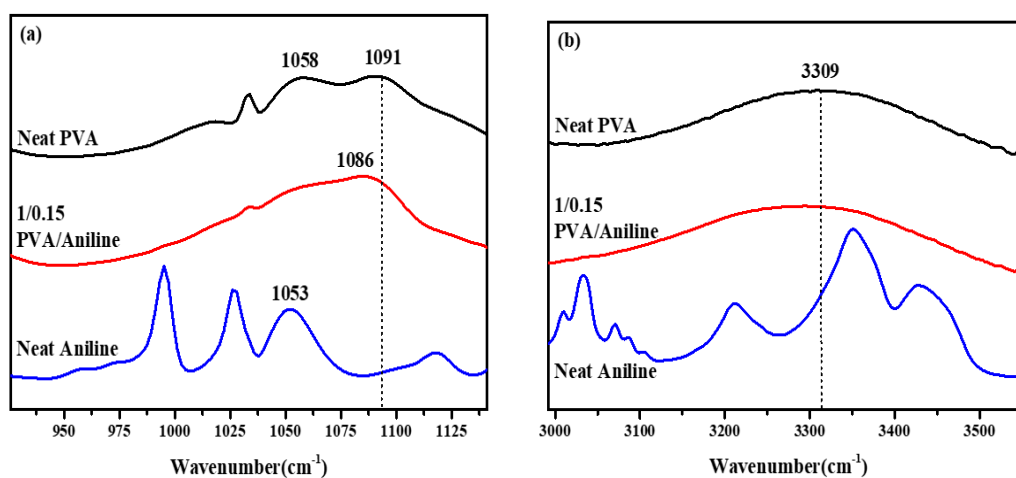 (a)
1058
1091
Neat PVA
1086
1/0.15
PVA/Aniline
1053
Neat Aniline
950 975 1000 1025 1050 1075 1100 1125
Wavenumber(cm⁻¹)
(b)
3309
Neat PVA
1/0.15
PVA/Aniline
Neat Aniline
3000 3100 3200 3300 3400 3500
Wavenumber(cm⁻¹)